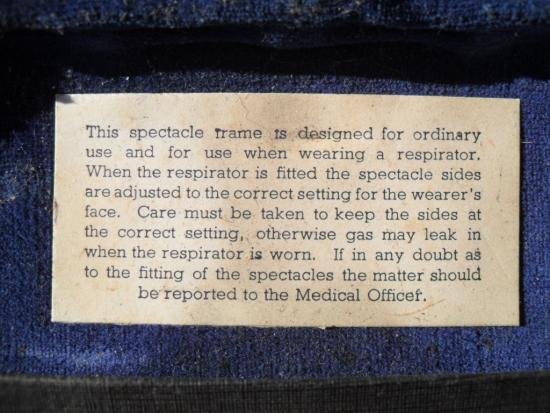 This spectacle frame is designed for ordinary
use and for use when wearing a respirator.
When the respirator is fitted the spectacle sides
are adjusted to the correct setting for the wearer's
face. Care must be taken to keep the sides at
the correct setting, otherwise gas may leak in
when the respirator is worn. If in any doubt as
to the fitting of the spectacles the matter should
be reported to the Medical Officer.